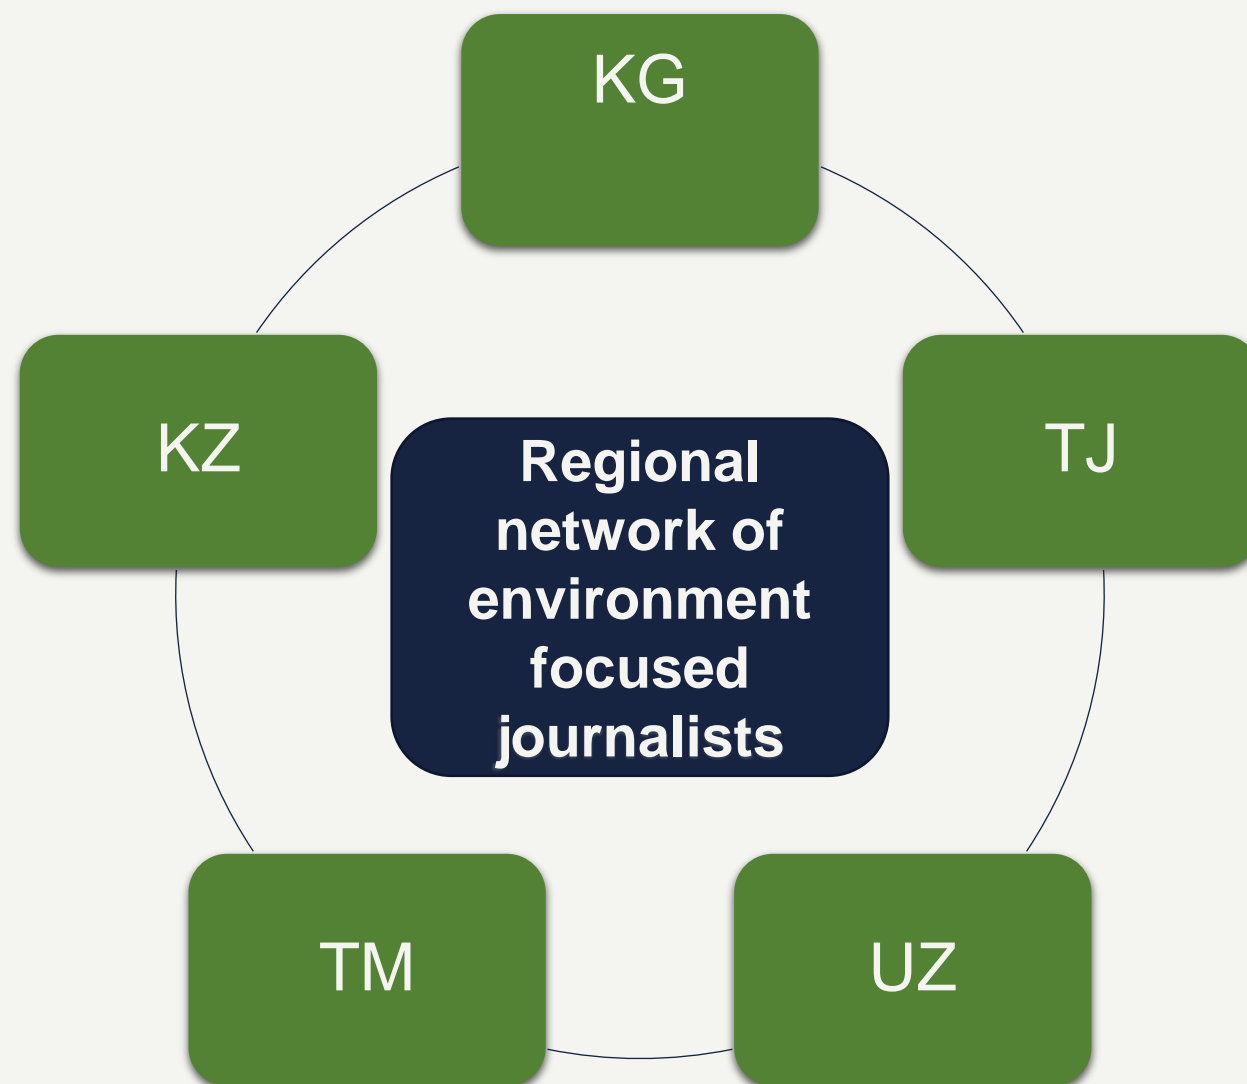 KG
KZ
TJ
Regional
network of
environment
focused
journalists
TM
UZ